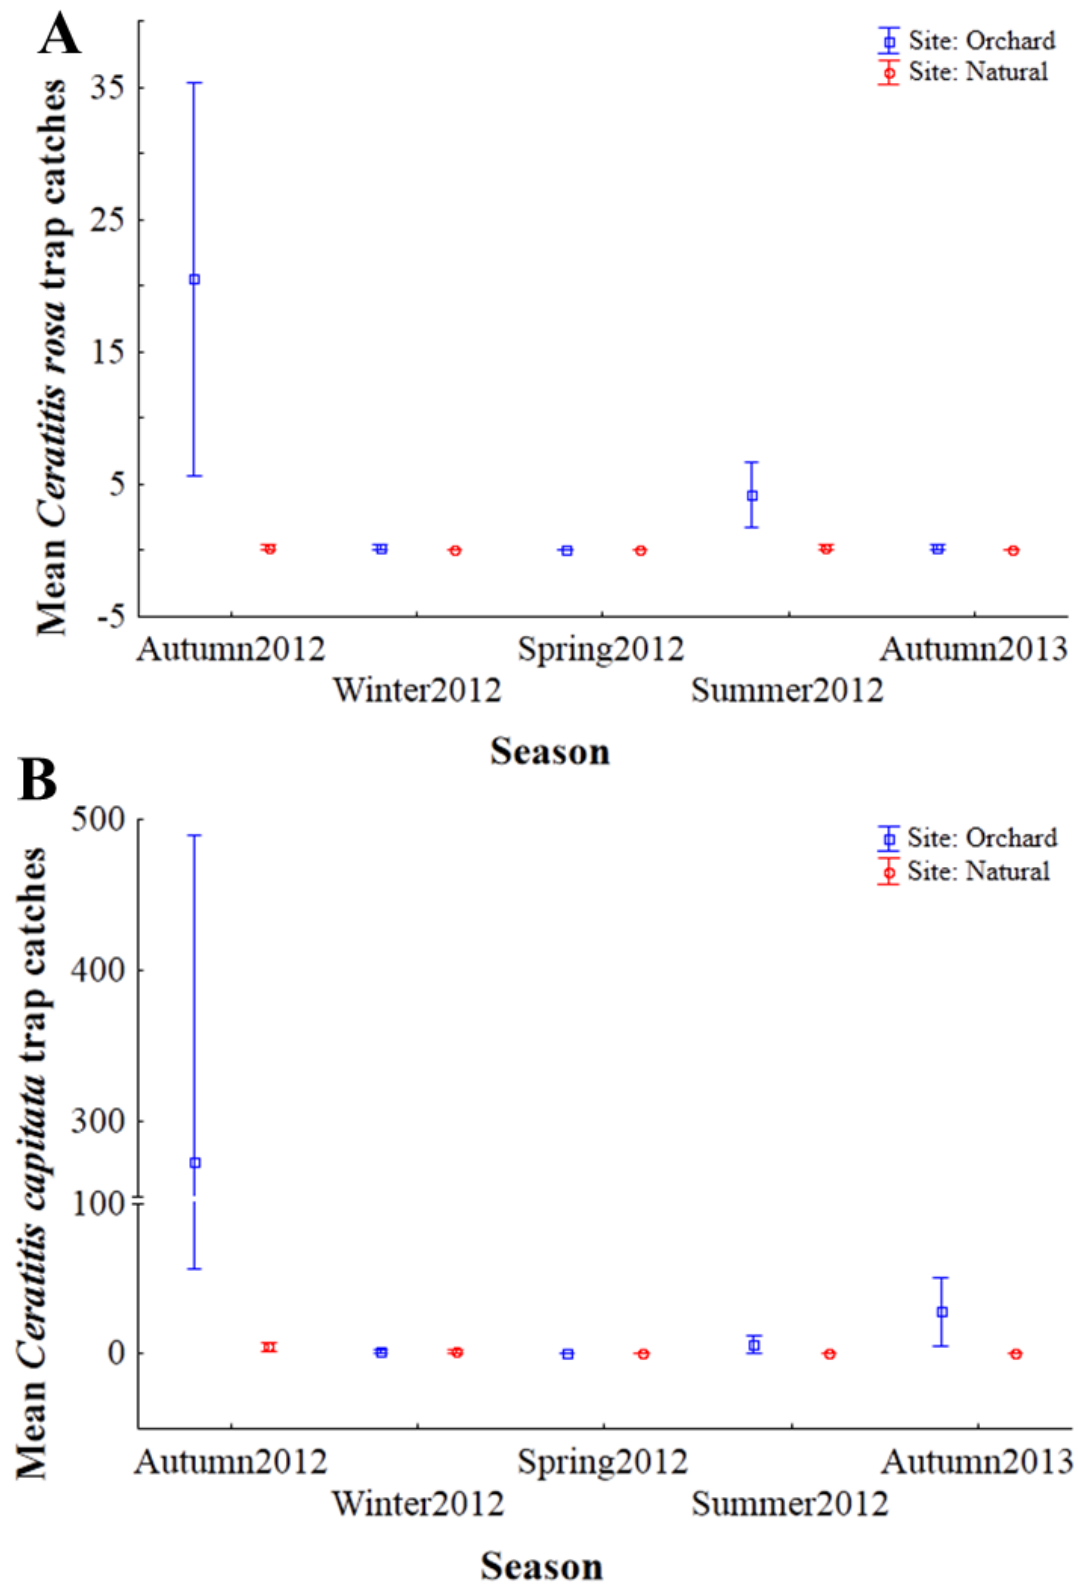 A
Site: Orchard
Site: Natural
Mean Ceratitis rosa trap catches
35
25
15
5
-5
Autumn2012
Winter2012
Spring2012
Summer2012
Autumn2013
Season
B
Site: Orchard
Site: Natural
Mean Ceratitis capitata trap catches
500
400
300
100
0
Autumn2012
Winter2012
Spring2012
Summer2012
Autumn2013
Season